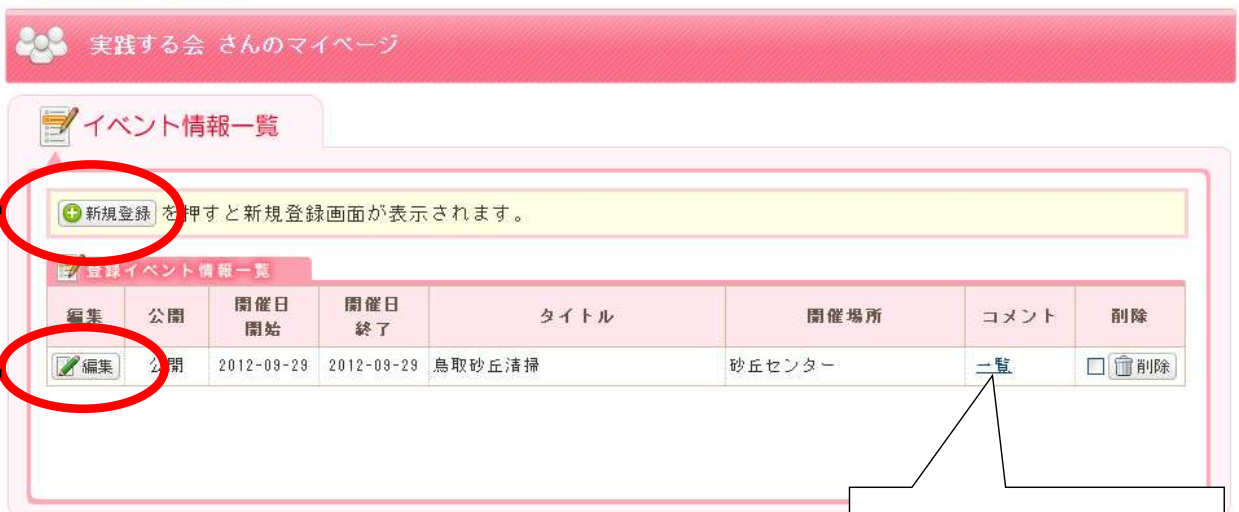 実践する会 さんのマイページ
イベント情報一覧
新規登録 を押すと新規登録画面が表示されます。
登録イベント情報一覧
編集 公開 開催日開始 開催日終了 タイトル 開催場所 コメント 削除
編集 公開 2012-09-29 2012-09-29 鳥取砂丘清掃 砂丘センター 一覧 削除